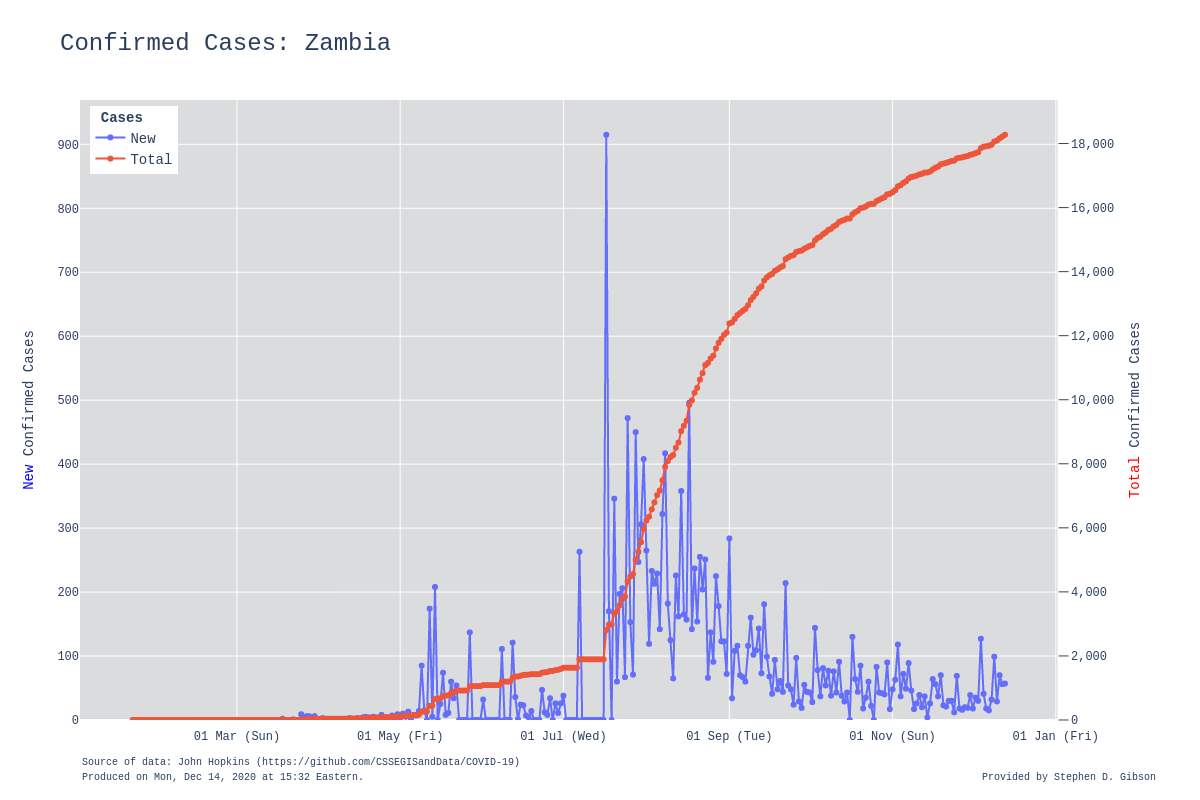 Confirmed Cases: Zambia
Cases
New
Total
900
800
700
600
500
400
300
200
100
0
18,000
16,000
14,000
12,000
10,000
8,000
6,000
4,000
2,000
0
New Confirmed Cases
Total Confirmed Cases
01 Mar (Sun) 01 May (Fri) 01 Jul (Wed) 01 Sep (Tue) 01 Nov (Sun) 01 Jan (Fri)
Source of data: John Hopkins (https://github.com/CSSEGISandData/COVID-19)
Produced on Mon, Dec 14, 2020 at 15:32 Eastern.
Provided by Stephen D. Gibson